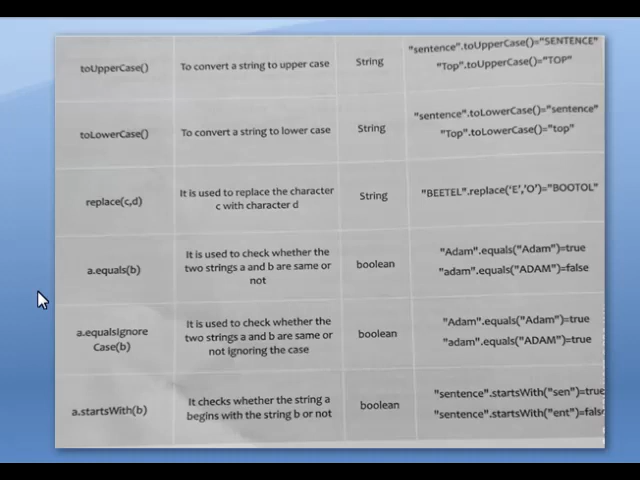 toUpperCase()
To convert a string to upper case
String
"sentence".toUpperCase()="SENTENCE"
"Top".toUpperCase()="TOP"
toLowerCase()
To convert a string to lower case
String
"sentence".toLowerCase()="sentence"
"Top".toLowerCase()="top"
replace(c,d)
It is used to replace the character
c with character d
String
"BEETEL".replace('E','O')="BOOTOL"
a.equals(b)
It is used to check whether the
two strings a and b are same or
not
boolean
"Adam".equals("Adam")=true
"adam".equals("ADAM")=false
a.equalsIgnore
Case(b)
It is used to check whether the
two strings a and b are same or
not ignoring the case
boolean
"Adam".equals("Adam")=true
"adam".equals("ADAM")=true
a.startsWith(b)
It checks whether the string a
begins with the string b or not
boolean
"sentence".startsWith("sen")=true
"sentence".startsWith("ent")=false